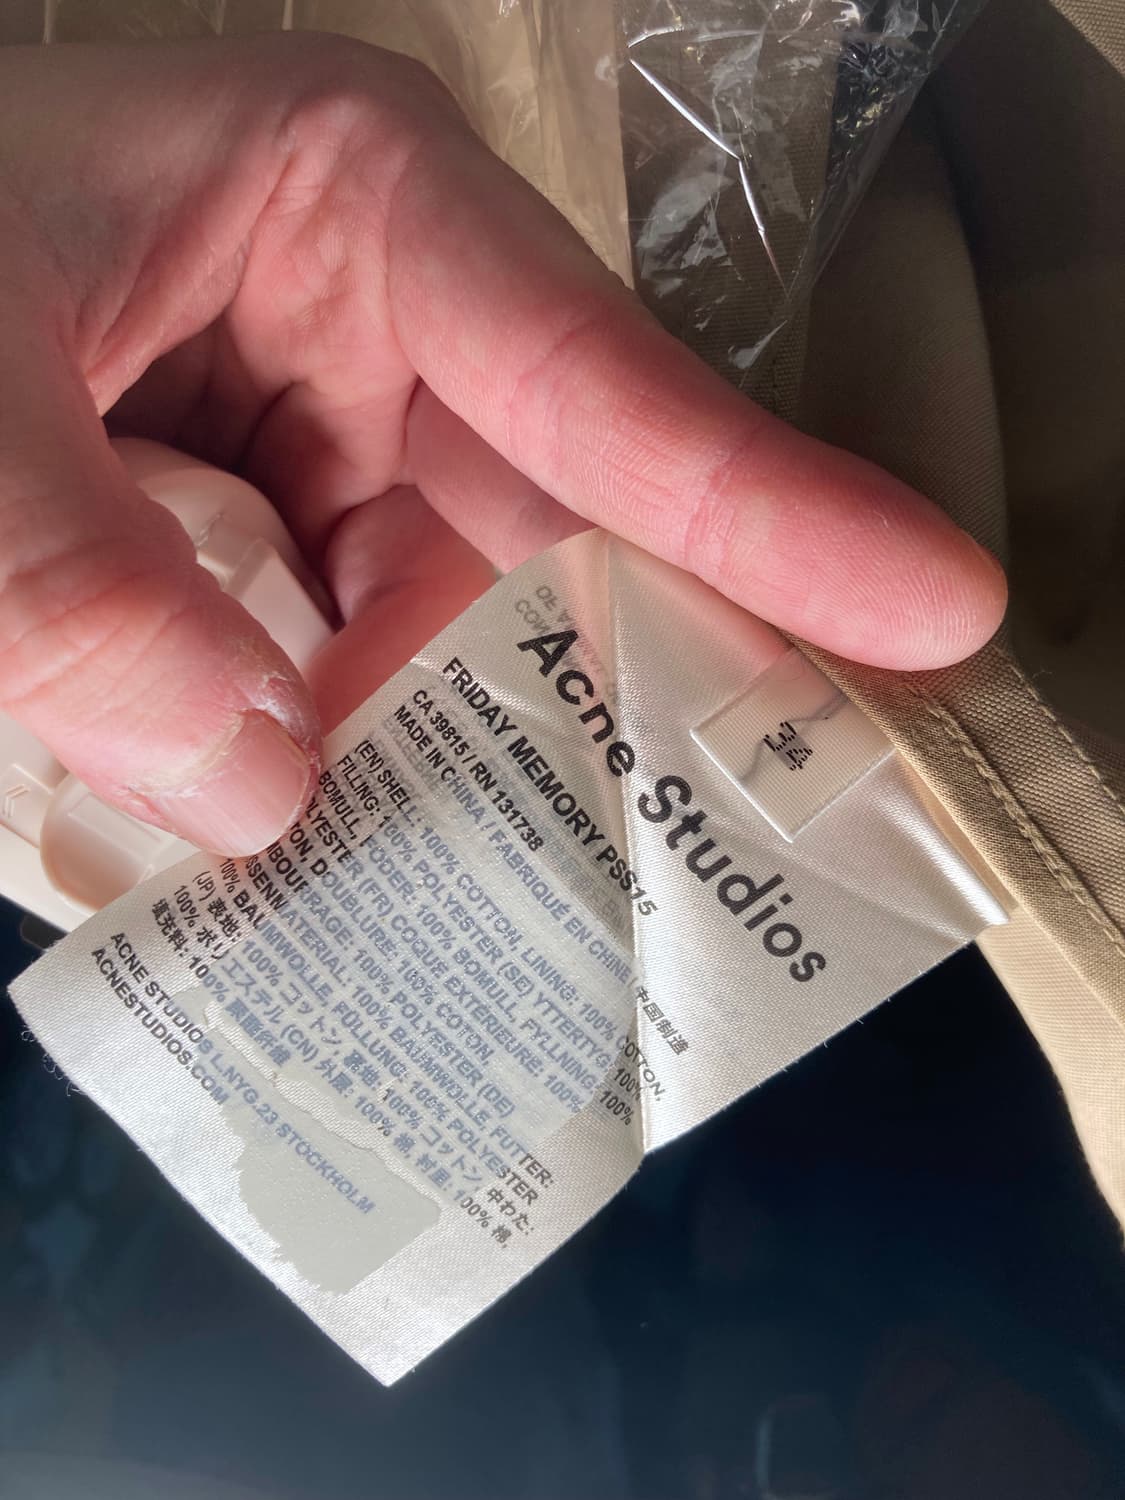 Acne Studios
FRIDAY MEMORY PSS15
CA 39815 / RN 131738
MADE IN CHINA / FABRIQUÉ EN CHINE 中国制造
(EN) SHELL: 100% COTTON, LINING: 100% COTTON,
FILLING: 100% POLYESTER (SE) YTTERTYG: 100%
BOMULL, FODER: 100% BOMULL, FYLLNING: 100%
POLYESTER (FR) COQUE EXTERIEURE: 100%
COTON, DOUBLURE: 100% COTON,
100% POLYESTER (DE)
MATERIAL: 100% BAUMWOLLE, FUTTER:
100% BAUMWOLLE, FÜLLUNG: 100% POLYESTER
(JP) 表地: 100% コットン 裏地: 100% コットン 中わた:
100% ポリエステル (CN) 外层: 100% 棉, 村里: 100% 棉,
填充料: 100% 聚酯纤维
ACNE STUDIOS L.NYG.23 STOCKHOLM
ACNESTUDIOS.COM